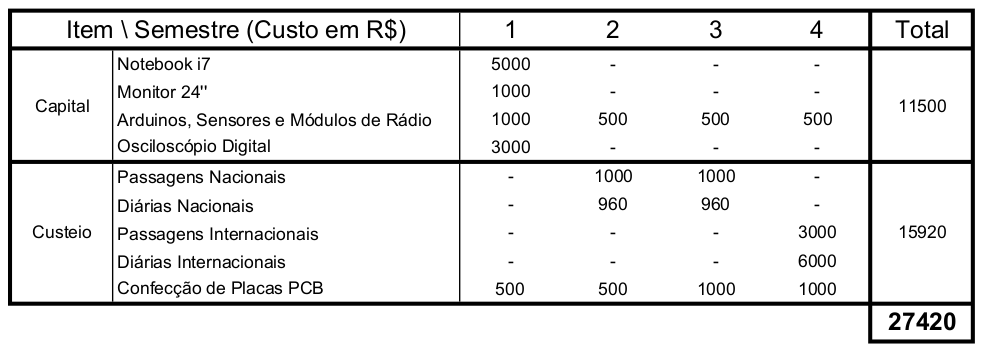 Item \ Semestre (Custo em R$) 1 2 3 4 Total
Notebook i7 5000 - - -
Monitor 24" 1000 - - -
Capital 11500
Arduinos, Sensores e Módulos de Rádio 1000 500 500 500
Osciloscópio Digital 3000 - - -
Passagens Nacionais - 1000 1000 -
Diárias Nacionais - 960 960 -
Custeio Passagens Internacionais - - - 3000 15920
Diárias Internacionais - - - 6000
Confecção de Placas PCB 500 500 1000 1000
27420